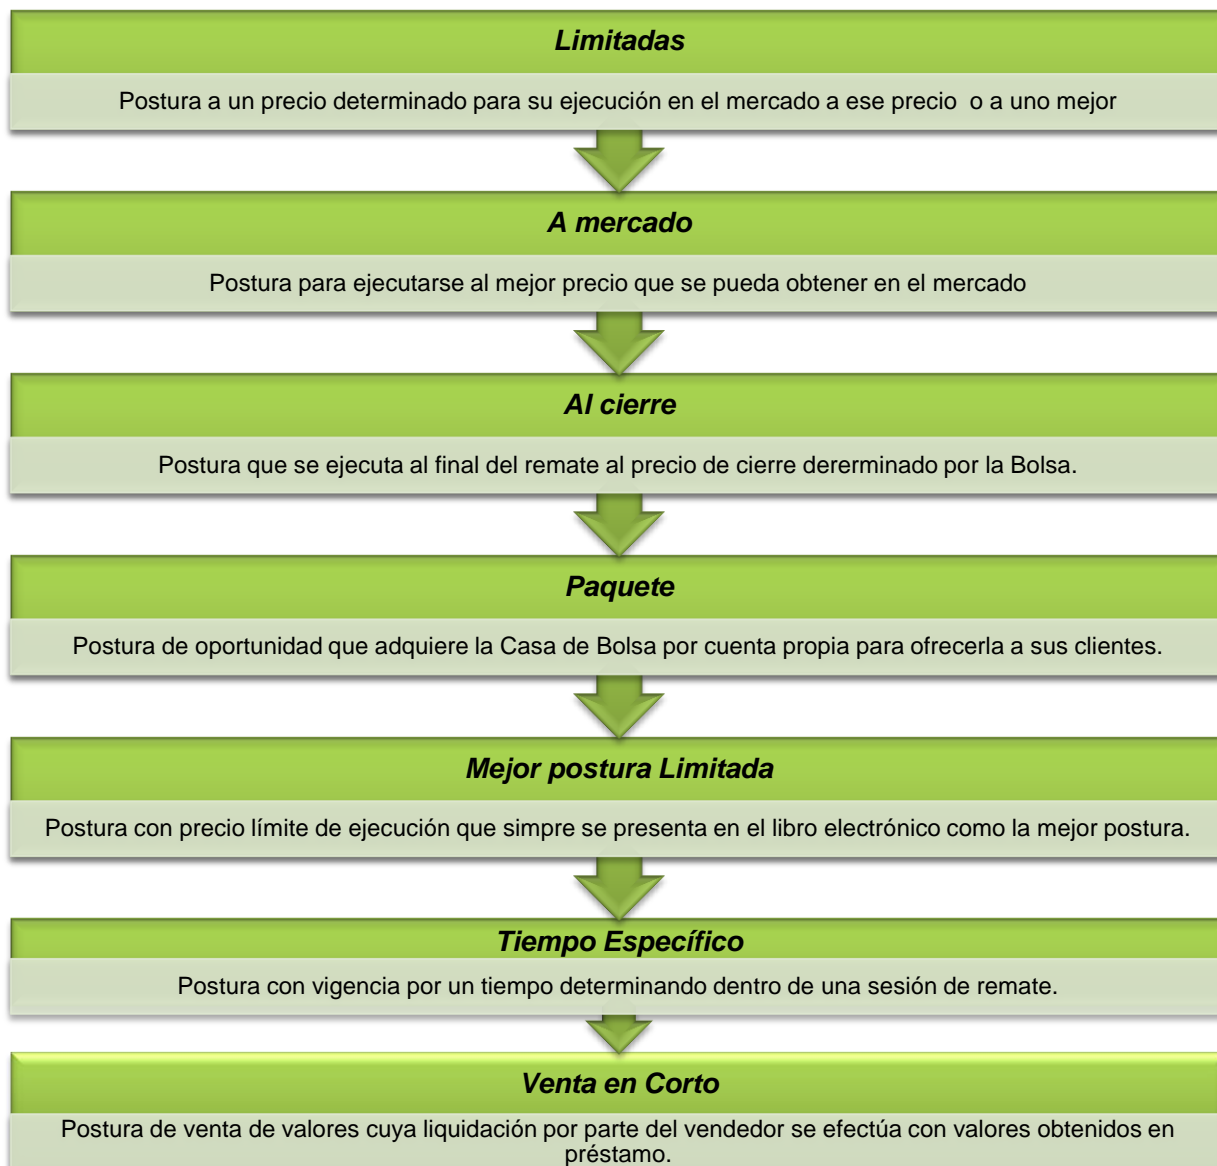 Limitadas
Postura a un precio determinado para su ejecución en el mercado a ese precio o a uno mejor
A mercado
Postura para ejecutarse al mejor precio que se pueda obtener en el mercado
Al cierre
Postura que se ejecuta al final del remate al precio de cierre dererminado por la Bolsa.
Paquete
Postura de oportunidad que adquiere la Casa de Bolsa por cuenta propia para ofrecerla a sus clientes.
Mejor postura Limitada
Postura con precio límite de ejecución que simpre se presenta en el libro electrónico como la mejor postura.
Tiempo Específico
Postura con vigencia por un tiempo determinando dentro de una sesión de remate.
Venta en Corto
Postura de venta de valores cuya liquidación por parte del vendedor se efectúa con valores obtenidos en
préstamo.